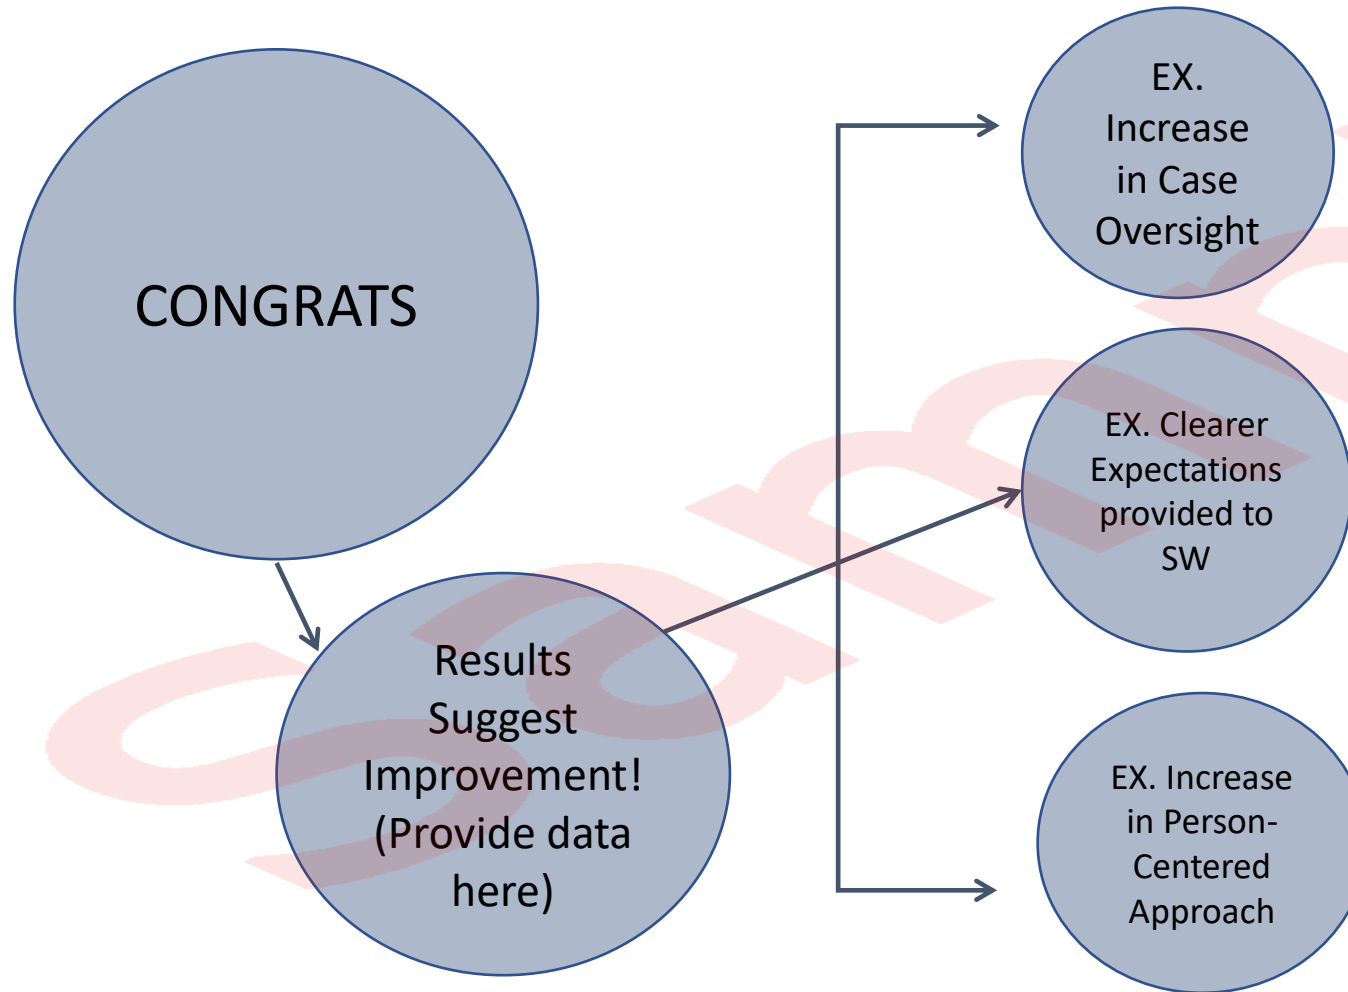 CONGRATS
Results
Suggest
Improvement!
(Provide data
here)
EX.
Increase
in Case
Oversight
EX. Clearer
Expectations
provided to
SW
EX. Increase
in Person-
Centered
Approach